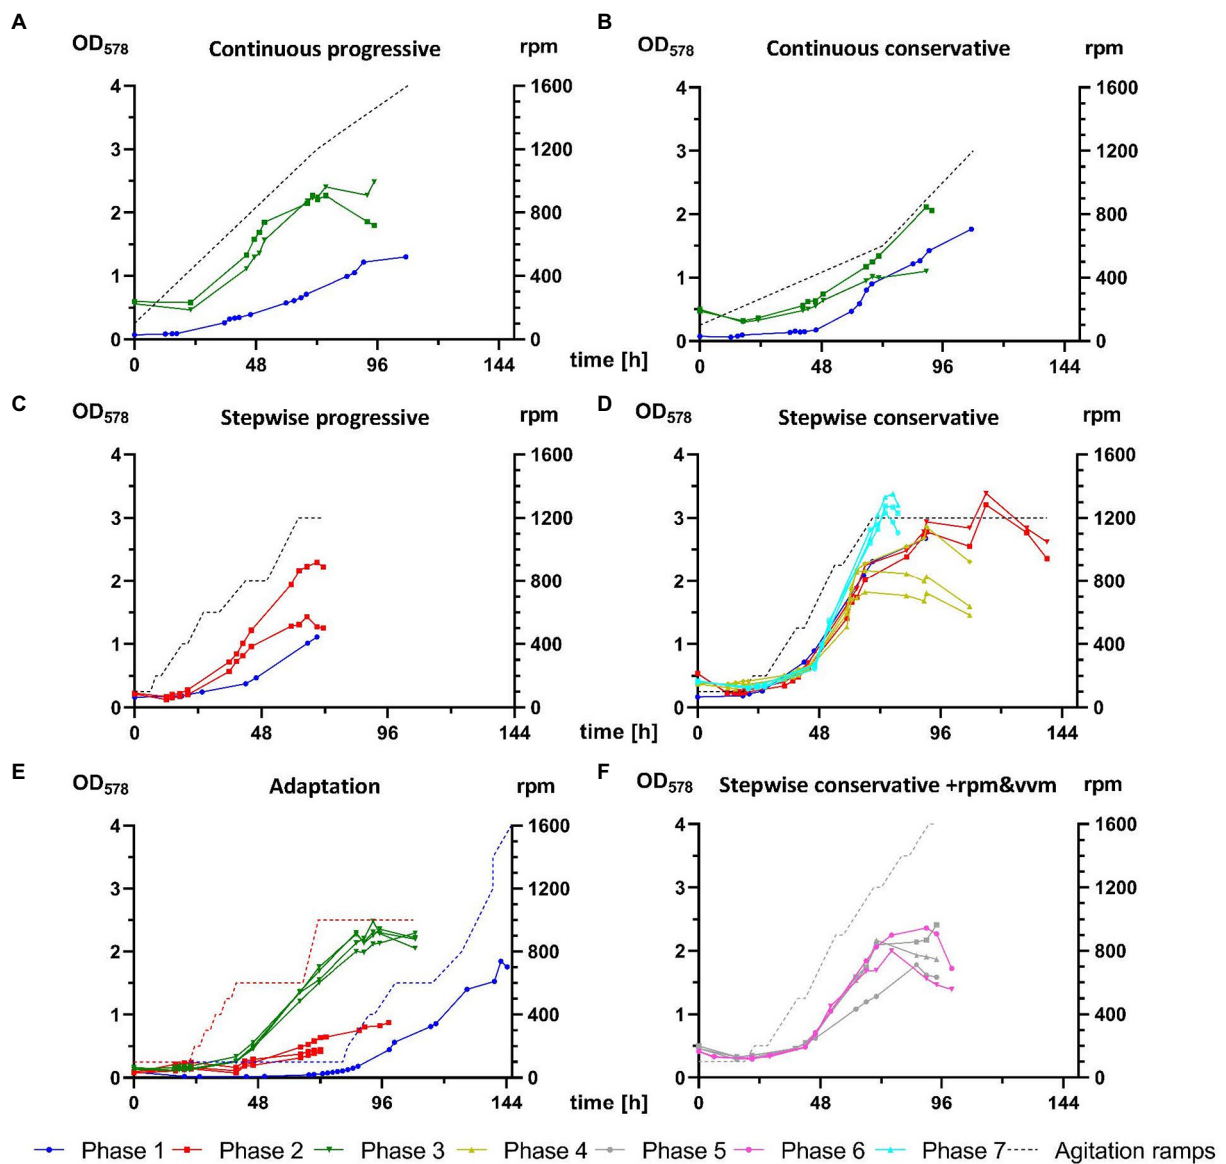 A
OD578 Continuous progressive rpm
4 1600
3 1200
2 800
1 400
0 0
0 48 96 144
time [h]
B
OD578 Continuous conservative rpm
4 1600
3 1200
2 800
1 400
0 0
0 48 96 144
C
OD578 Stepwise progressive rpm
4 1600
3 1200
2 800
1 400
0 0
0 48 96 144
time [h]
D
OD578 Stepwise conservative rpm
4 1600
3 1200
2 800
1 400
0 0
0 48 96 144
E
OD578 Adaptation rpm
4 1600
3 1200
2 800
1 400
0 0
0 48 96 144
time [h]
F
OD578 Stepwise conservative +rpm&vvm rpm
4 1600
3 1200
2 800
1 400
0 0
0 48 96 144
Phase 1 Phase 2 Phase 3 Phase 4 Phase 5 Phase 6 Phase 7 Agitation ramps